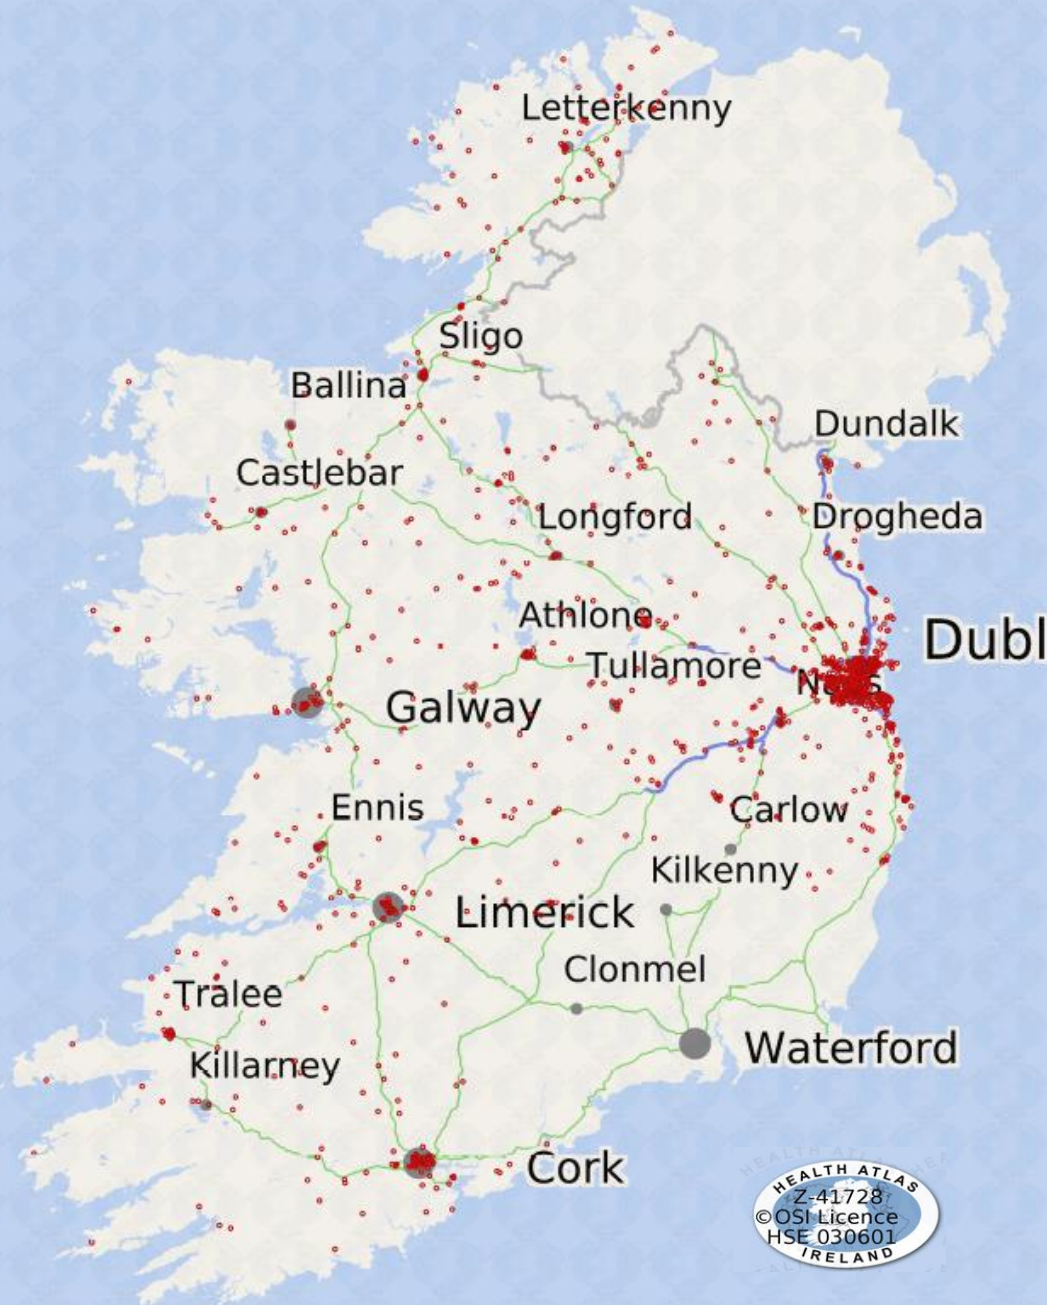 Letterkenny
Sligo
Ballina
Dundalk
Castlebar
Longford
Drogheda
Athlone
Dubl
Tullamore
Galway
Ennis
Carlow
Kilkenny
Limerick
Clonmel
Tralee
Waterford
Killarney
Cork
HEALTH ATLAS
Z-41728
©OSI Licence
HSE 030601
IRELAND